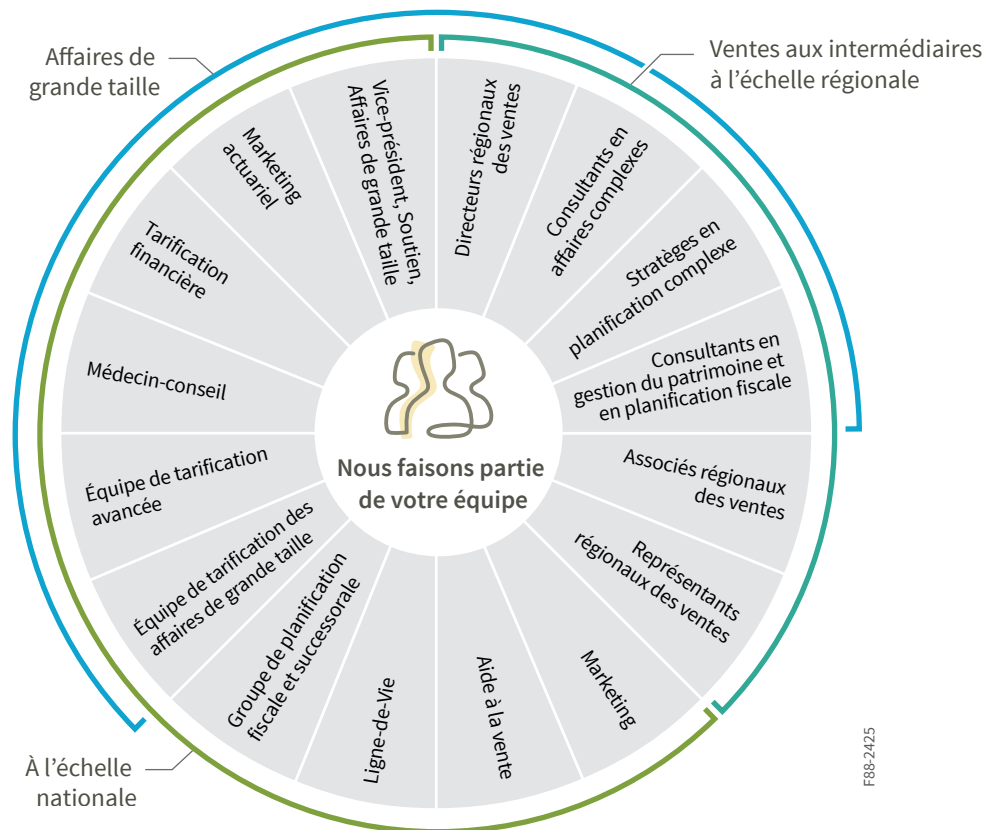 Affaires de
grande taille
Ventes aux intermédiaires
à l’échelle régionale
Vice-président, Soutien,
Affaires de grande taille
Directeurs régionaux
des ventes
Consultants en
affaires complexes
Stratèges en
planification complexe
Consultants en
gestion du patrimoine et
en planification fiscale
Associés régionaux
des ventes
Représentants
régionaux des ventes
Marketing
Aide à la vente
Ligne-de-Vie
Groupe de planification
fiscale et successorale
Équipe de tarification des
affaires de grande taille
Équipe de tarification
avancée
Médecin-conseil
Tarification
financière
Marketing
actuariel
Nous faisons partie
de votre équipe
À l’échelle
nationale
F88-2425